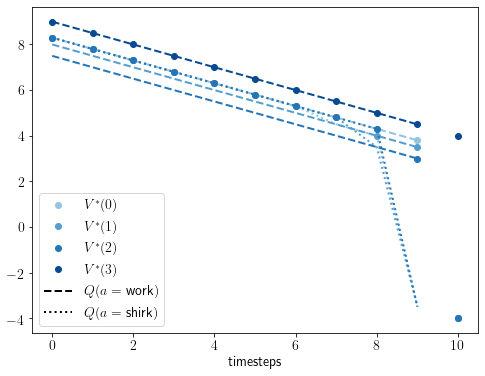 8
6
4
2
0
−2
−4
V*(0)
V*(1)
V*(2)
V*(3)
Q(a = work)
Q(a = shirk)
0 2 4 6 8 10
timesteps